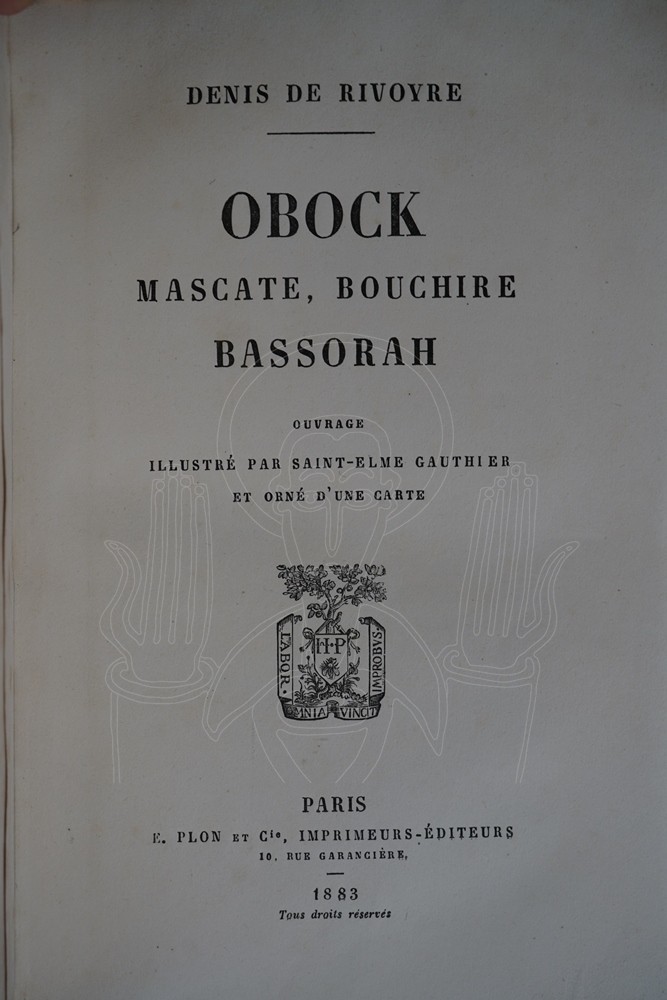 DENIS DE RIVOYRE
OBOCK
MASCATE, BOUCHIRE
BASSORAH
OUVRAGE
ILLUSTRÉ PAR SAINT-ELME GAUTHIER
ET ORNÉ D'UNE CARTE
LABOR
H·P
IMPROBVS
OMNIA VINCIT
PARIS
E. PLON ET Cie, IMPRIMEURS-ÉDITEURS
10, RUE GARANCIÈRE,
1883
Tous droits réservés